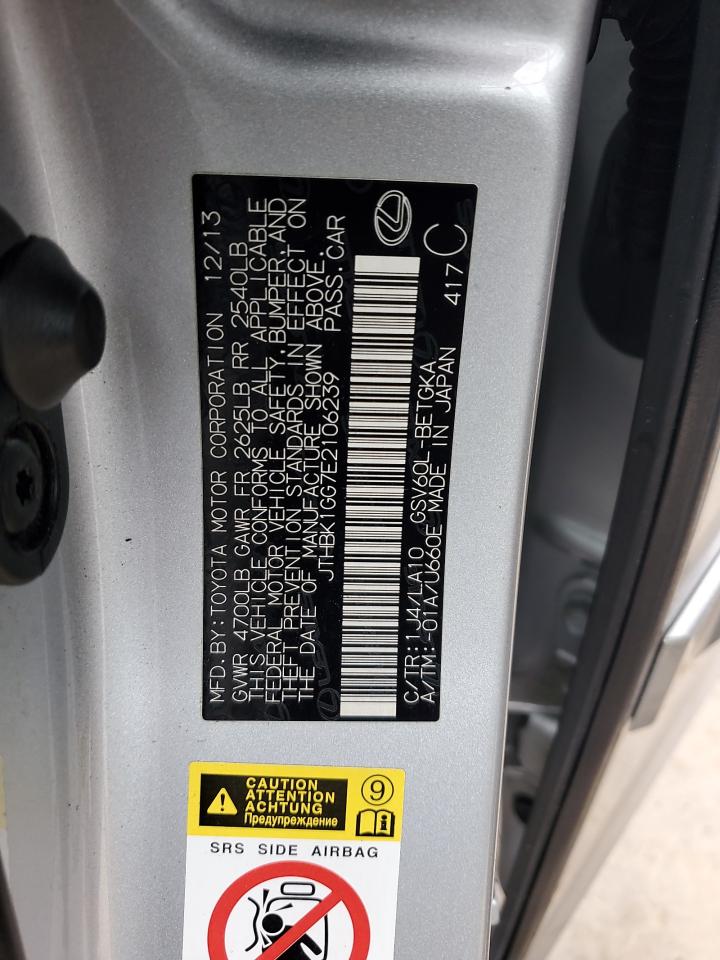 MFD. BY: TOYOTA MOTOR CORPORATION 12/13
GVWR 4700LB GAWR FR 2625LB RR 2540LB
THIS VEHICLE CONFORMS TO ALL APPLICABLE
FEDERAL MOTOR VEHICLE SAFETY, BUMPER, AND
THEFT PREVENTION STANDARDS IN EFFECT ON
THE DATE OF MANUFACTURE SHOWN ABOVE.
JTHBK1GG7E2106239 PASS. CAR
C/TR: 1J4/LA10 GSV60L-BETGKA 417 C
A/TM: -01A/U660E MADE IN JAPAN
CAUTION
ATTENTION
ACHTUNG
Предупреждение
9
SRS SIDE AIRBAG